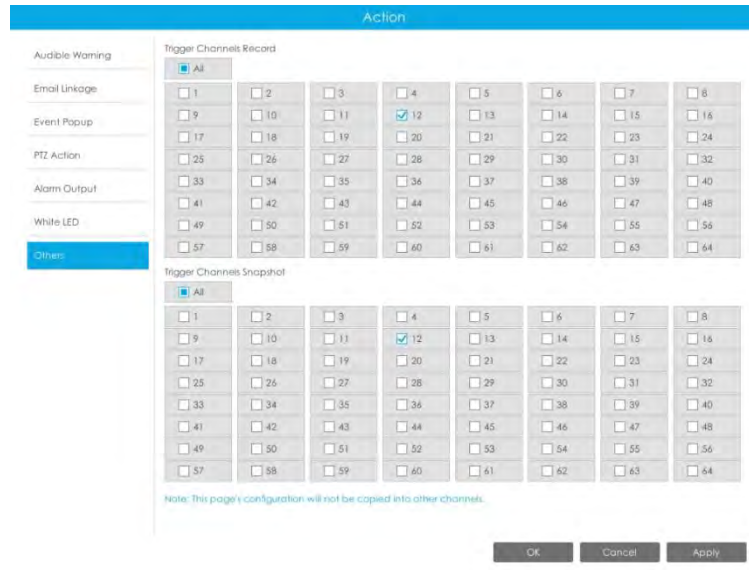 Action
Audible Warning
Email Linkage
Event Popup
PTZ Action
Alarm Output
White LED
Others
Trigger Channels Record
All
1 2 3 4 5 6 7 8
9 10 11 12 13 14 15 16
17 18 19 20 21 22 23 24
25 26 27 28 29 30 31 32
33 34 35 36 37 38 39 40
41 42 43 44 45 46 47 48
49 50 51 52 53 54 55 56
57 58 59 60 61 62 63 64
Trigger Channels Snapshot
All
1 2 3 4 5 6 7 8
9 10 11 12 13 14 15 16
17 18 19 20 21 22 23 24
25 26 27 28 29 30 31 32
33 34 35 36 37 38 39 40
41 42 43 44 45 46 47 48
49 50 51 52 53 54 55 56
57 58 59 60 61 62 63 64
Note: This page's configuration will not be copied into other channels.
OK Cancel Apply